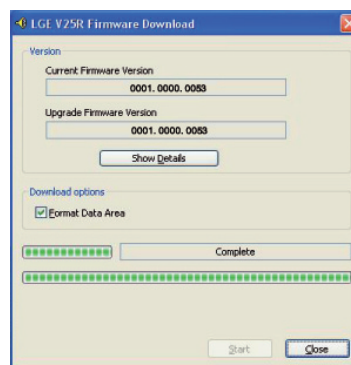 LGE V25R Firmware Download
Version
Current Firmware Version
0001. 0000. 0053
Upgrade Firmware Version
0001. 0000. 0053
Show Details
Download options
Format Data Area
Complete
Start
Close